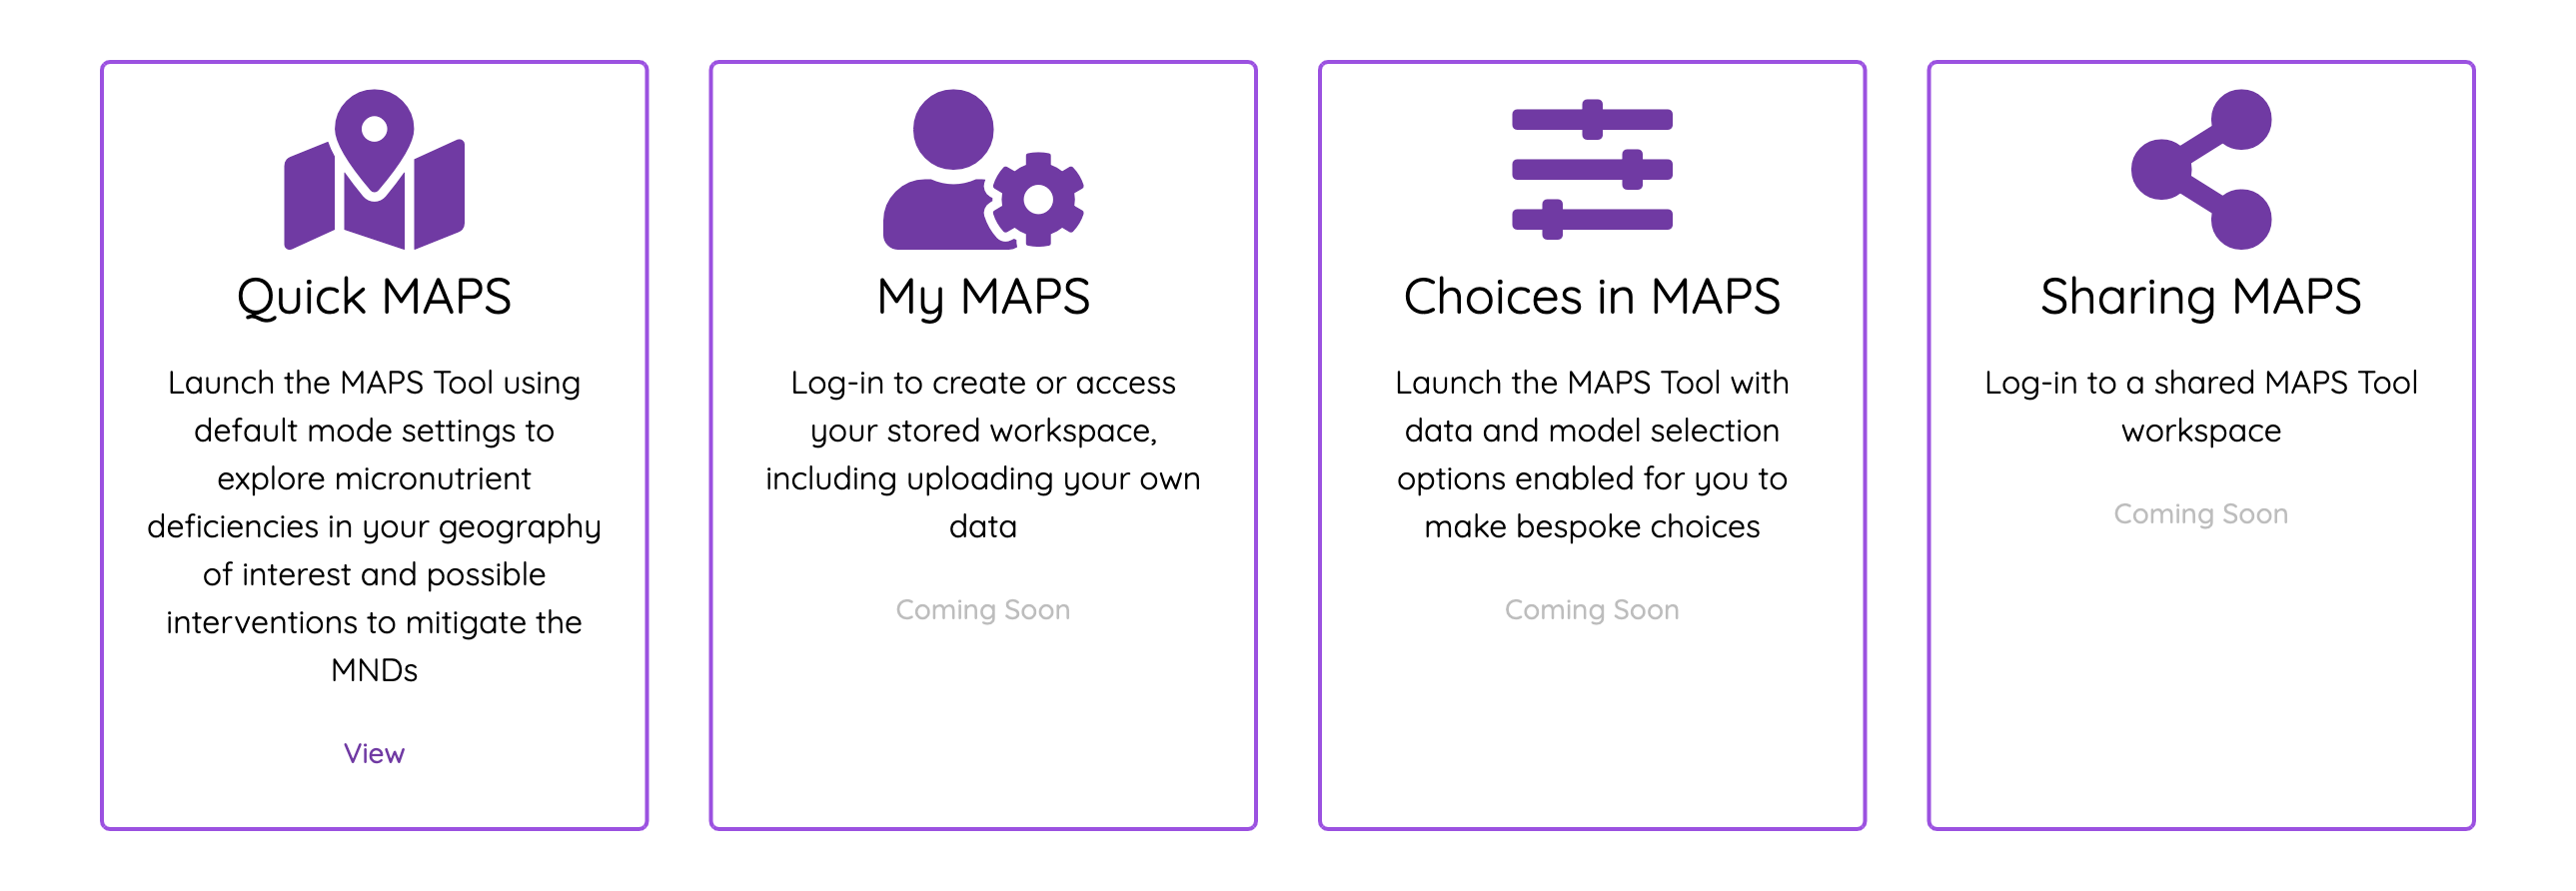 Quick MAPS
Launch the MAPS Tool using
default mode settings to
explore micronutrient
deficiencies in your geography
of interest and possible
interventions to mitigate the
MNDs
View
My MAPS
Log-in to create or access
your stored workspace,
including uploading your own
data
Coming Soon
Choices in MAPS
Launch the MAPS Tool with
data and model selection
options enabled for you to
make bespoke choices
Coming Soon
Sharing MAPS
Log-in to a shared MAPS Tool
workspace
Coming Soon